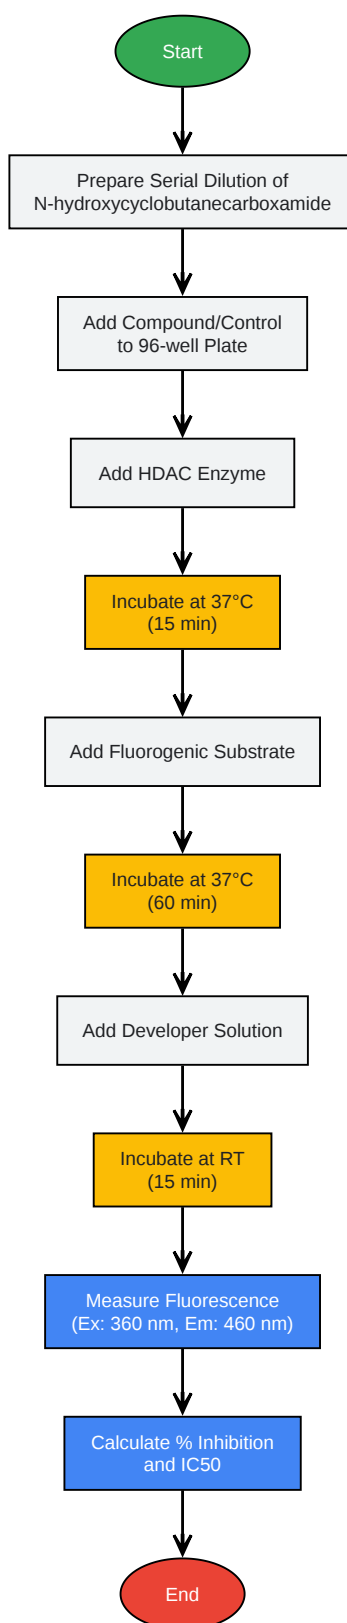 Start
Prepare Serial Dilution of
N-hydroxycyclobutanecarboxamide
Add Compound/Control
to 96-well Plate
Add HDAC Enzyme
Incubate at 37°C
(15 min)
Add Fluorogenic Substrate
Incubate at 37°C
(60 min)
Add Developer Solution
Incubate at RT
(15 min)
Measure Fluorescence
(Ex: 360 nm, Em: 460 nm)
Calculate % Inhibition
and IC50
End